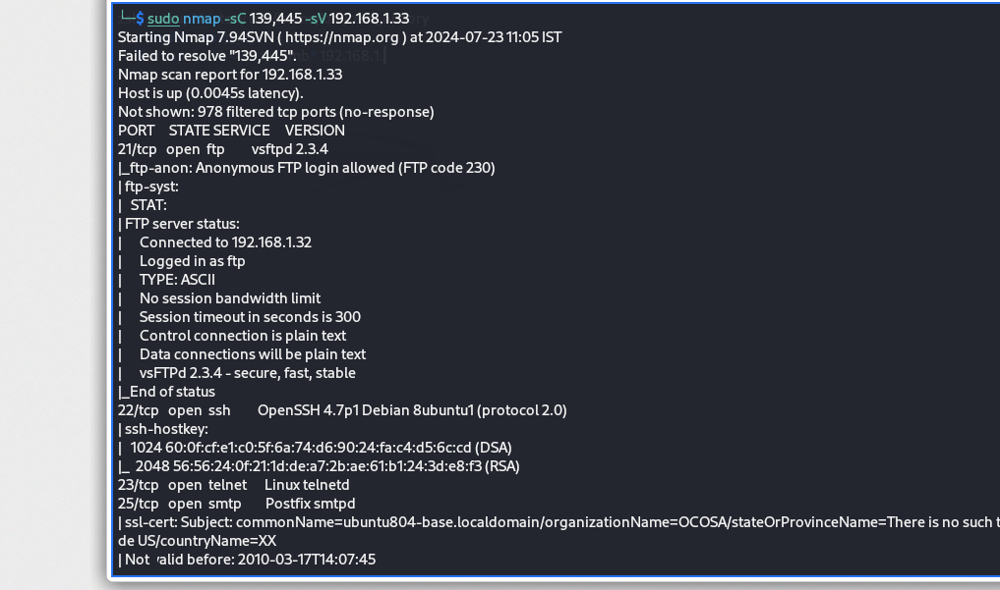 └─$ sudo nmap -sC 139,445 -sV 192.168.1.33
Starting Nmap 7.94SVN ( https://nmap.org ) at 2024-07-23 11:05 IST
Failed to resolve "139,445".
Nmap scan report for 192.168.1.33
Host is up (0.0045s latency).
Not shown: 978 filtered tcp ports (no-response)
PORT STATE SERVICE VERSION
21/tcp open ftp vsftpd 2.3.4
|_ftp-anon: Anonymous FTP login allowed (FTP code 230)
| ftp-syst:
| STAT:
| FTP server status:
| Connected to 192.168.1.32
| Logged in as ftp
| TYPE: ASCII
| No session bandwidth limit
| Session timeout in seconds is 300
| Control connection is plain text
| Data connections will be plain text
| vsFTPd 2.3.4 - secure, fast, stable
|_End of status
22/tcp open ssh OpenSSH 4.7p1 Debian 8ubuntu1 (protocol 2.0)
| ssh-hostkey:
| 1024 60:0f:cf:e1:c0:5f:6a:74:d6:90:24:fa:c4:d5:6c:cd (DSA)
|_ 2048 56:56:24:0f:21:1d:de:a7:2b:ae:61:b1:24:3d:e8:f3 (RSA)
23/tcp open telnet Linux telnetd
25/tcp open smtp Postfix smtpd
| ssl-cert: Subject: commonName=ubuntu804-base.localdomain/organizationName=OCOSA/stateOrProvinceName=There is no such t
de US/countryName=XX
| Not valid before: 2010-03-17T14:07:45